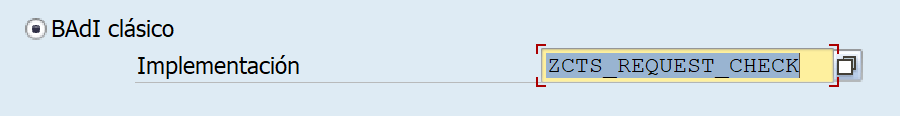 BAdI clásico
Implementación ZCTS_REQUEST_CHECK